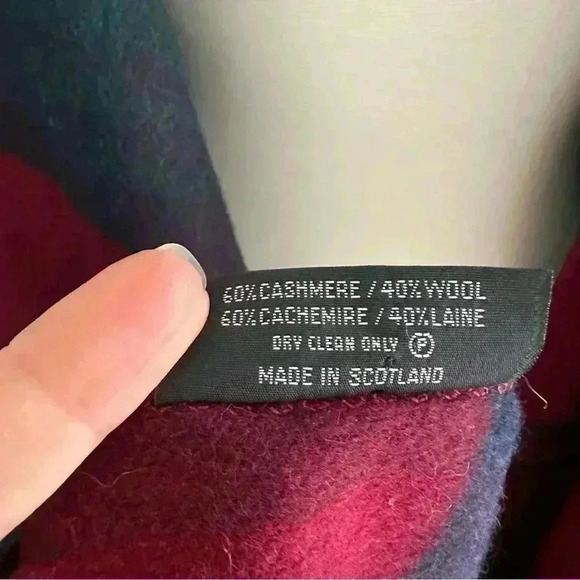 60% CASHMERE / 40% WOOL
60% CACHEMIRE / 40% LAINE
DRY CLEAN ONLY Ⓟ
MADE IN SCOTLAND